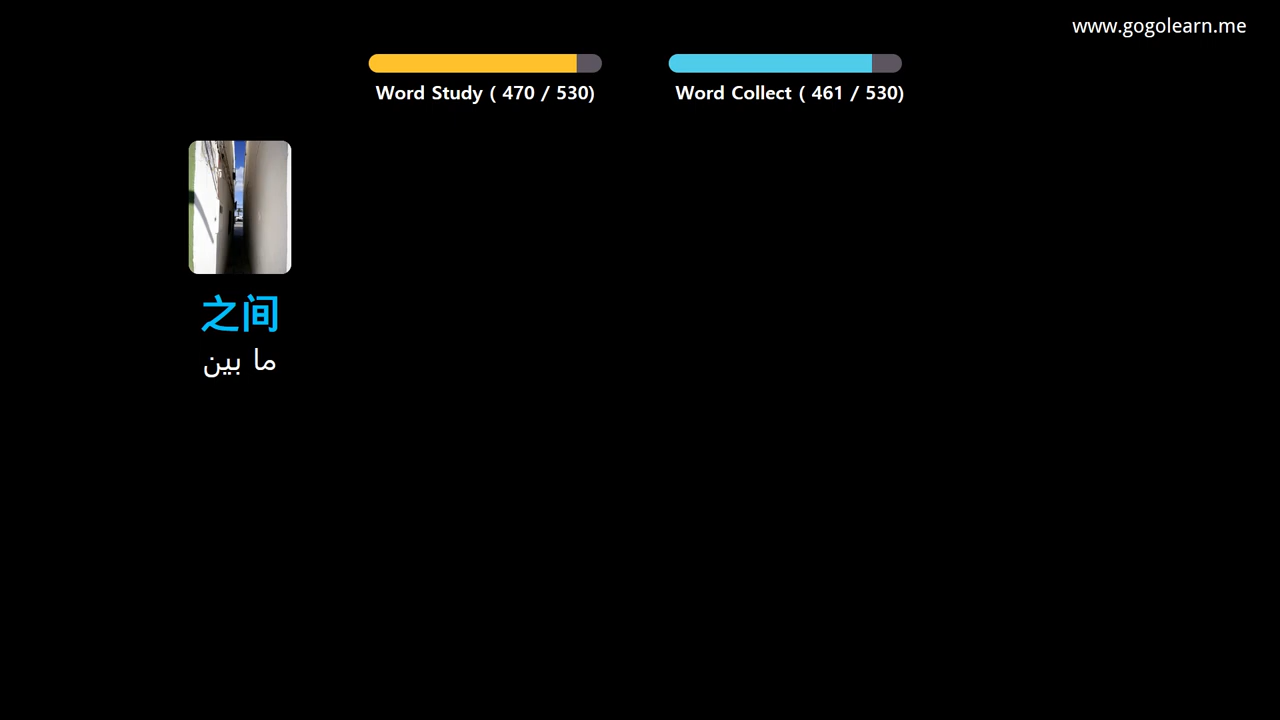 www.gogolearn.me
Word Study ( 470 / 530)
Word Collect ( 461 / 530)
之间
ما بين